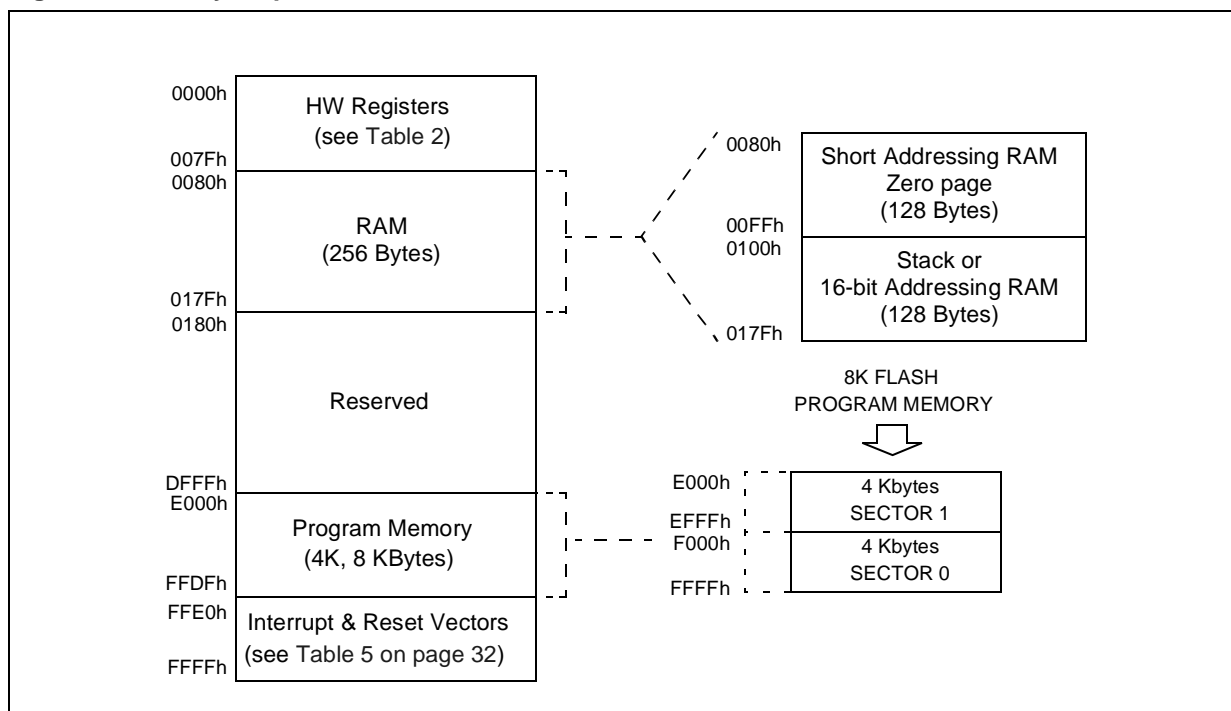 0000h
HW Registers
(see Table 2)
007Fh
0080h
RAM
(256 Bytes)
017Fh
0180h
Reserved
DFFFh
E000h
Program Memory
(4K, 8 KBytes)
FFDFh
FFE0h
Interrupt & Reset Vectors
(see Table 5 on page 32)
FFFFh
0080h
Short Addressing RAM
Zero page
(128 Bytes)
00FFh
0100h
Stack or
16-bit Addressing RAM
(128 Bytes)
017Fh
8K FLASH
PROGRAM MEMORY
E000h
4 Kbytes
SECTOR 1
EFFFh
F000h
4 Kbytes
SECTOR 0
FFFFh